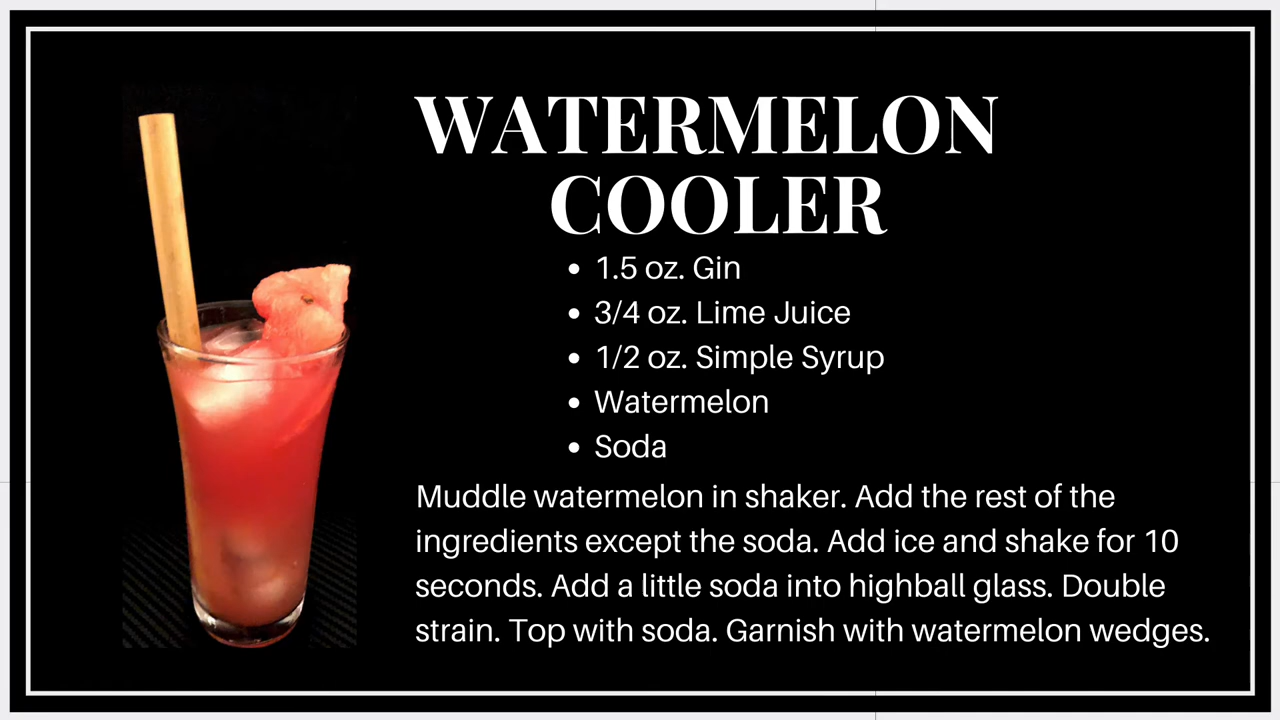 WATERMELON
COOLER
• 1.5 oz. Gin
• 3/4 oz. Lime Juice
• 1/2 oz. Simple Syrup
• Watermelon
• Soda
Muddle watermelon in shaker. Add the rest of the
ingredients except the soda. Add ice and shake for 10
seconds. Add a little soda into highball glass. Double
strain. Top with soda. Garnish with watermelon wedges.